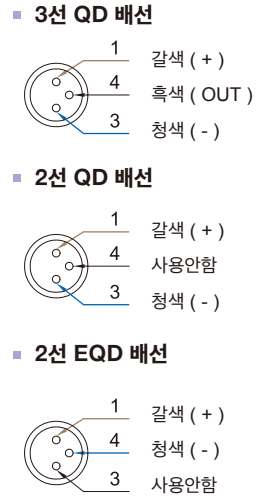 3선 QD 배선
1 갈색 ( + )
4 흑색 ( OUT )
3 청색 ( - )
2선 QD 배선
1 갈색 ( + )
4 사용안함
3 청색 ( - )
2선 EQD 배선
1 갈색 ( + )
4 청색 ( - )
3 사용안함